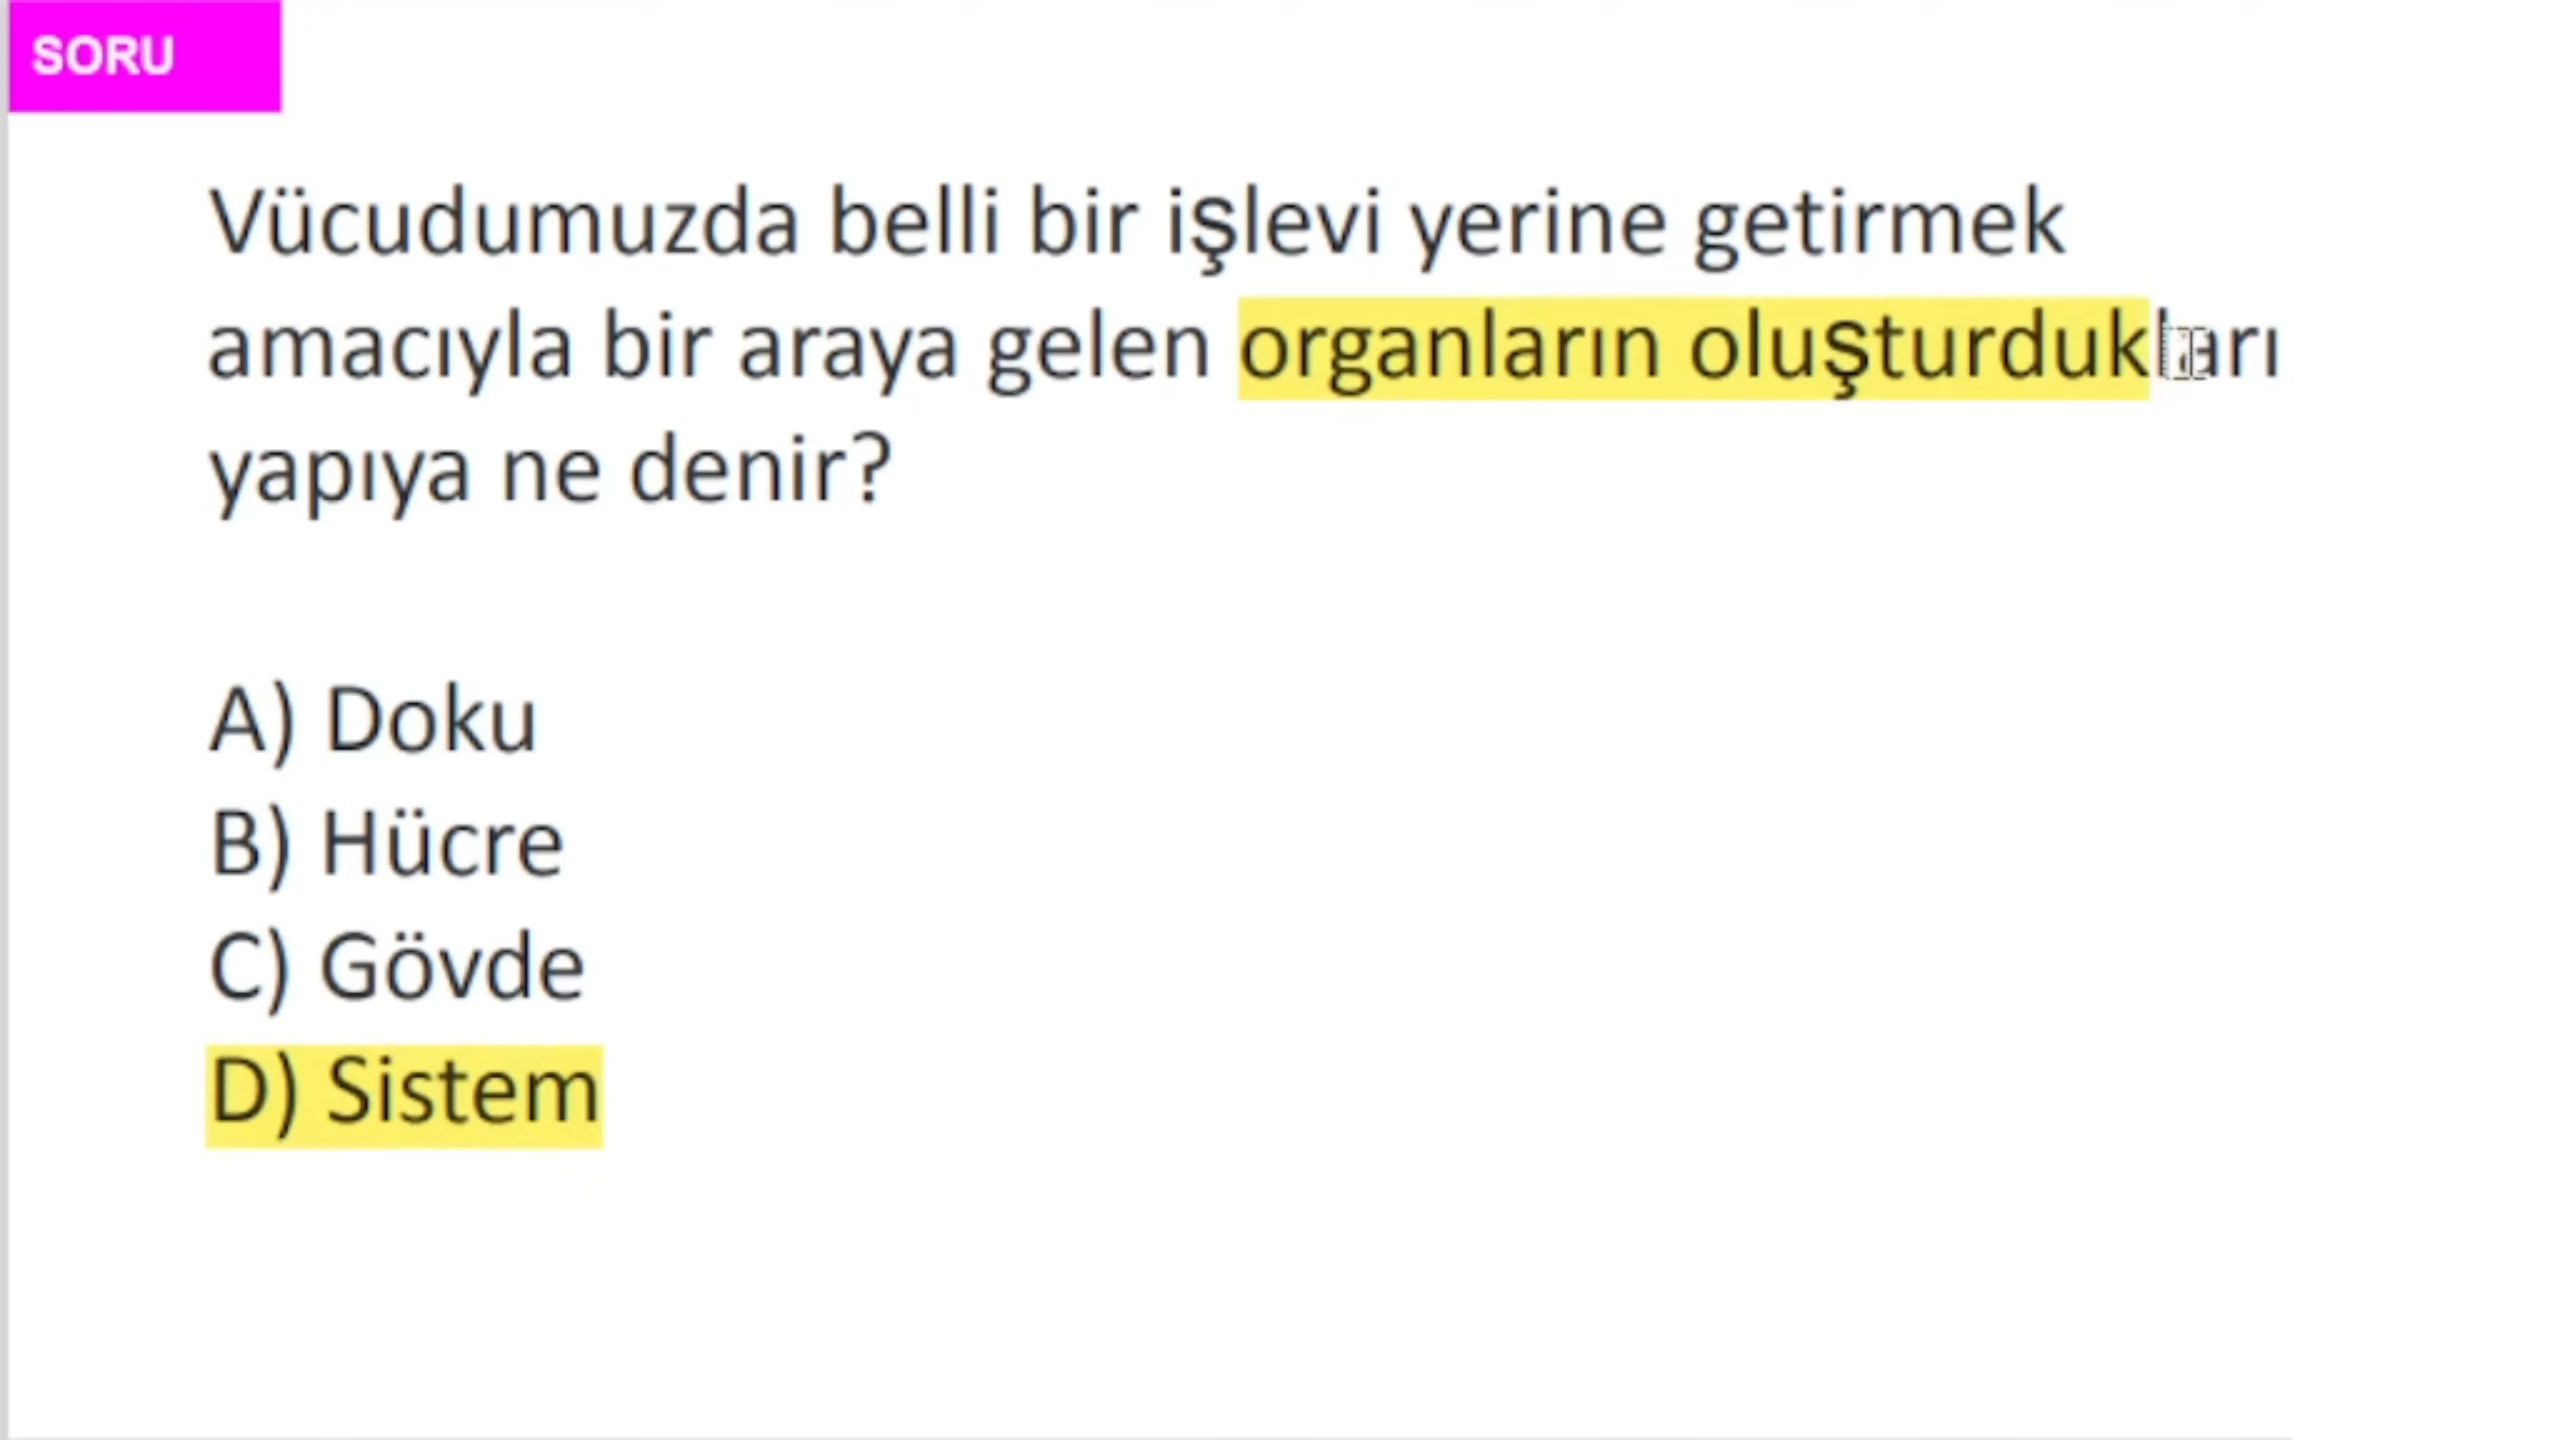 SORU
Vücudumuzda belli bir işlevi yerine getirmek
amacıyla bir araya gelen organların oluşturdukları
yapıya ne denir?
A) Doku
B) Hücre
C) Gövde
D) Sistem